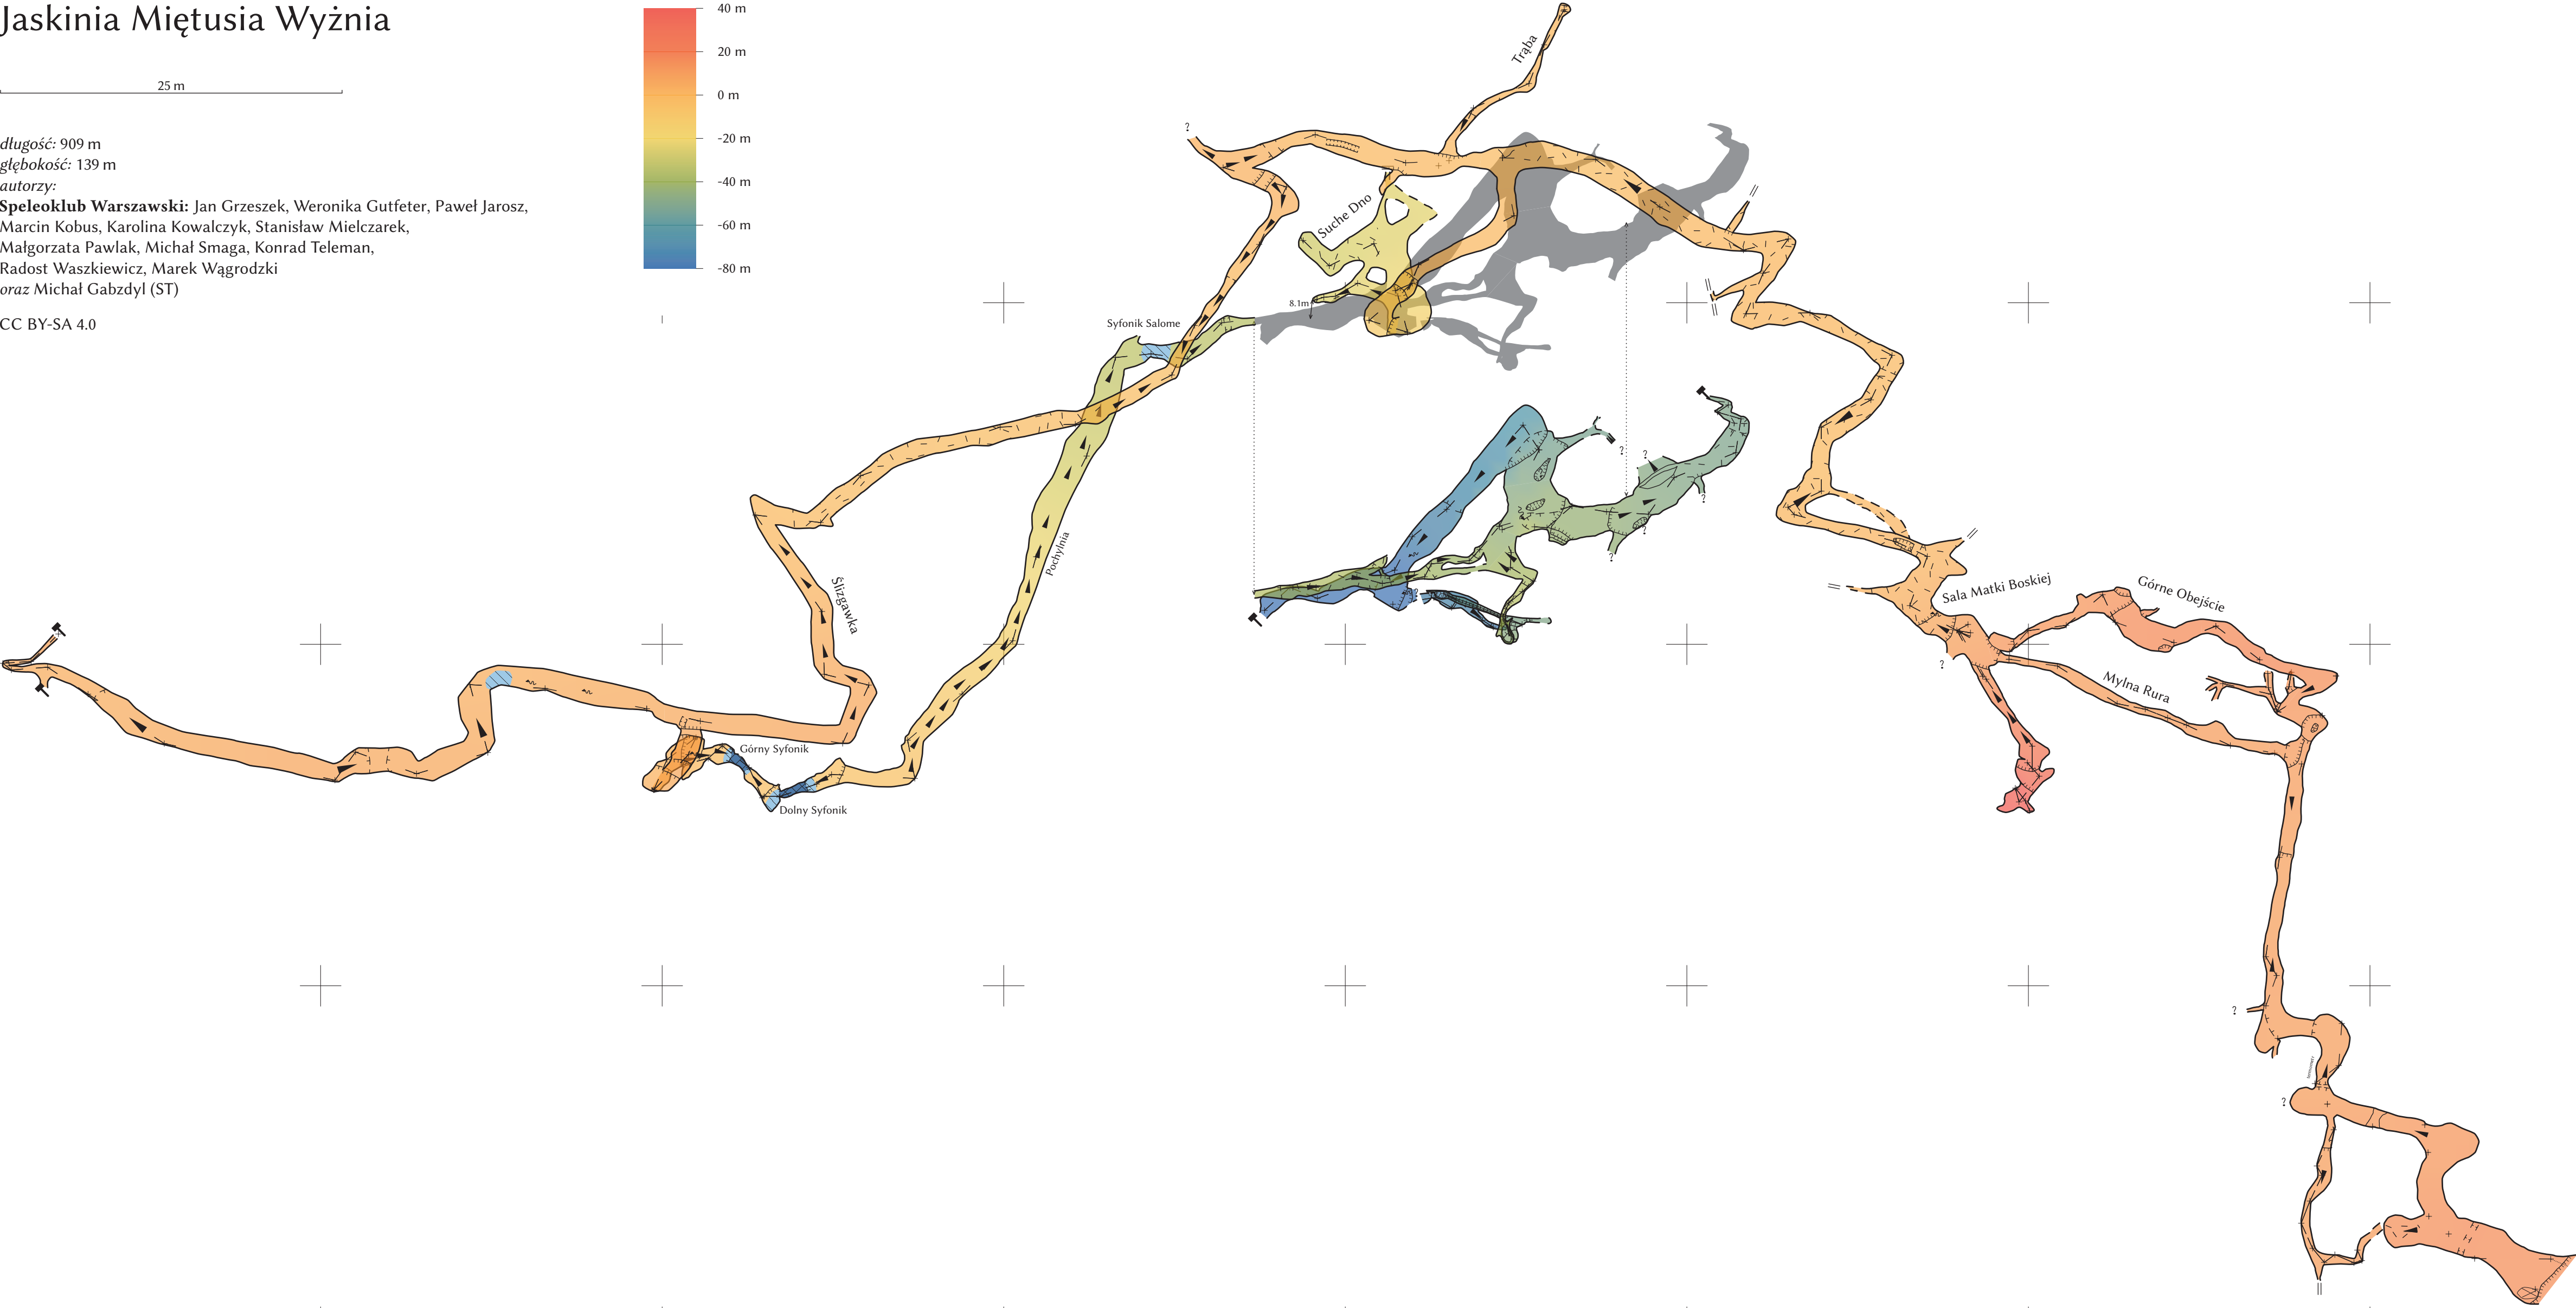 Jaskinia Miętusia Wyżnia
25 m
długość: 909 m
głębokość: 139 m
autorzy:
Speleoklub Warszawski: Jan Grzeszek, Weronika Gutfeter, Paweł Jarosz,
Marcin Kobus, Karolina Kowalczyk, Stanisław Mielczarek,
Małgorzata Pawlak, Michał Smaga, Konrad Teleman,
Radost Waszkiewicz, Marek Wągrodzki
oraz Michał Gabzdyl (ST)
CC BY-SA 4.0
40 m
20 m
0 m
-20 m
-40 m
-60 m
-80 m
Trąba
?
Suche Dno
8.1m
Syfonik Salome
?
?
?
?
?
?
Pochylnia
Ślizgawka
Sala Matki Boskiej
Górne Obejście
?
Mylna Rura
Górny Syfonik
Dolny Syfonik
?
?